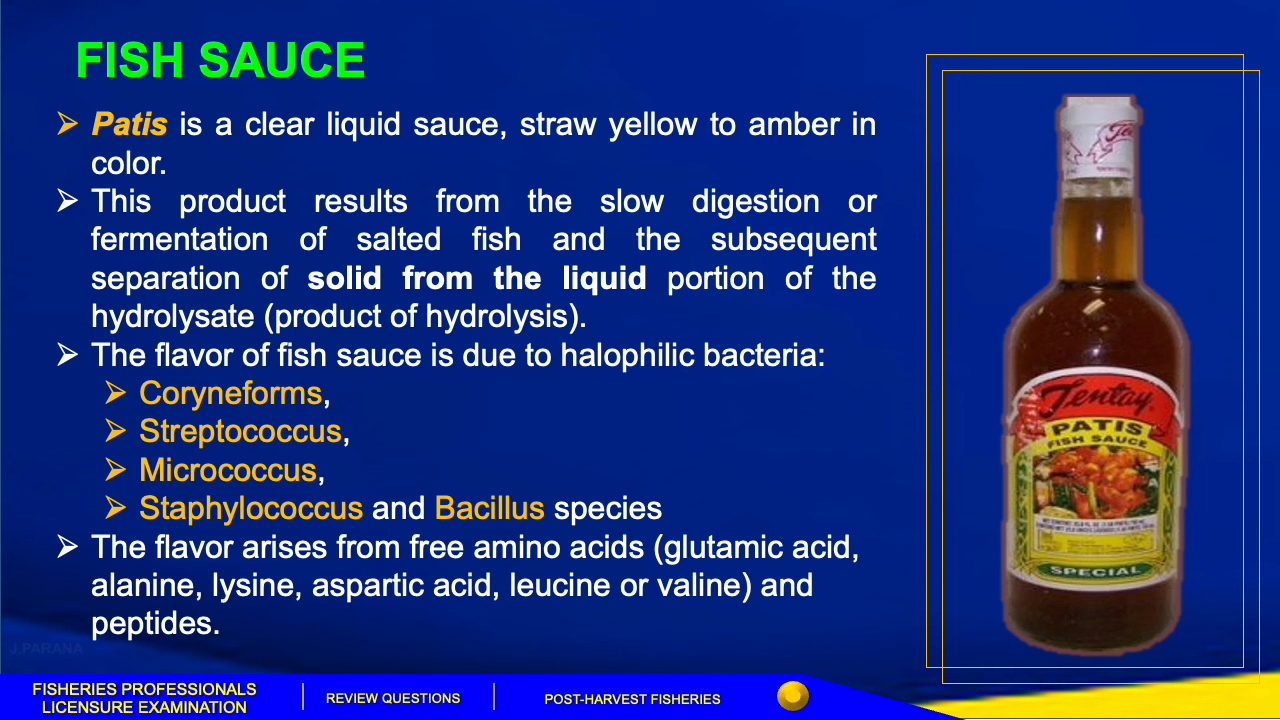 FISH SAUCE
➢ Patis is a clear liquid sauce, straw yellow to amber in
color.
➢ This product results from the slow digestion or
fermentation of salted fish and the subsequent
separation of solid from the liquid portion of the
hydrolysate (product of hydrolysis).
➢ The flavor of fish sauce is due to halophilic bacteria:
➢ Coryneforms,
➢ Streptococcus,
➢ Micrococcus,
➢ Staphylococcus and Bacillus species
➢ The flavor arises from free amino acids (glutamic acid,
alanine, lysine, aspartic acid, leucine or valine) and
peptides.
Tentay
PATIS
FISH SAUCE
SPECIAL
J.PARANA
FISHERIES PROFESSIONALS
LICENSURE EXAMINATION
REVIEW QUESTIONS
POST-HARVEST FISHERIES